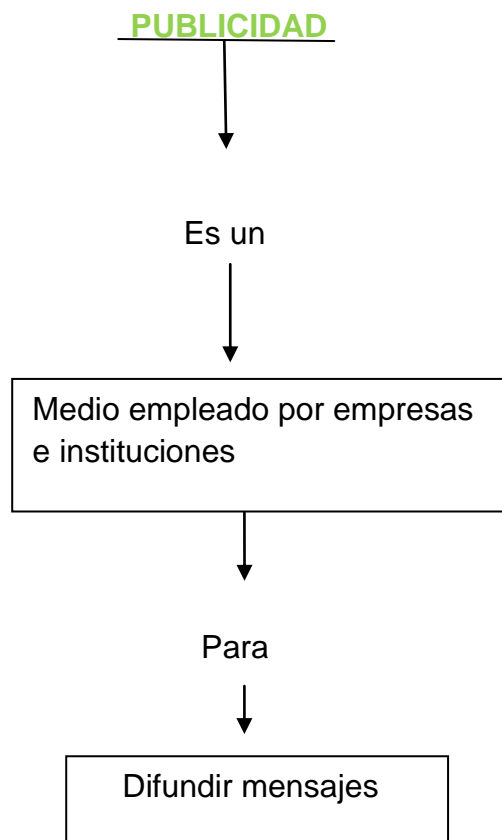 PUBLICIDAD
Es un
Medio empleado por empresas
e instituciones
Para
Difundir mensajes